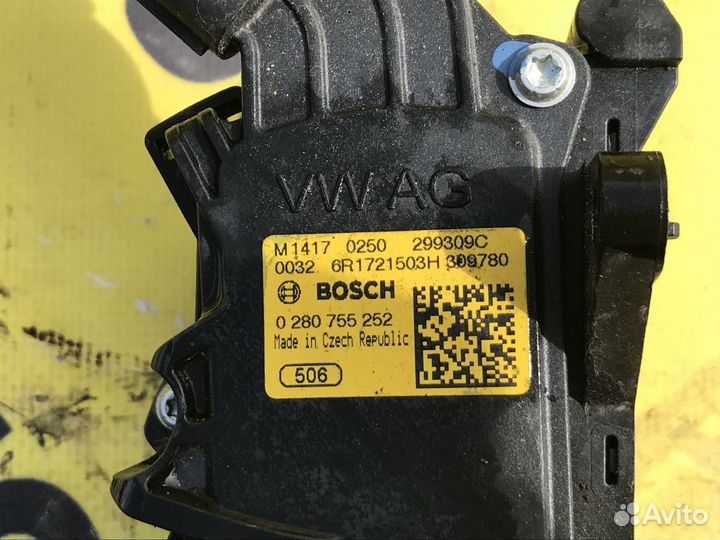 VW AG
M1417 0250 299309C
0032 6R1721503H 309780
BOSCH
0 280 755 252
Made in Czech Republic
506
Avito